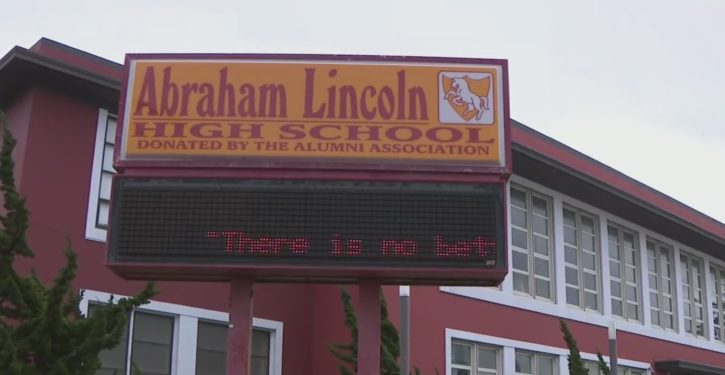 Abraham Lincoln
HIGH SCHOOL
DONATED BY THE ALUMNI ASSOCIATION
"There is no bet